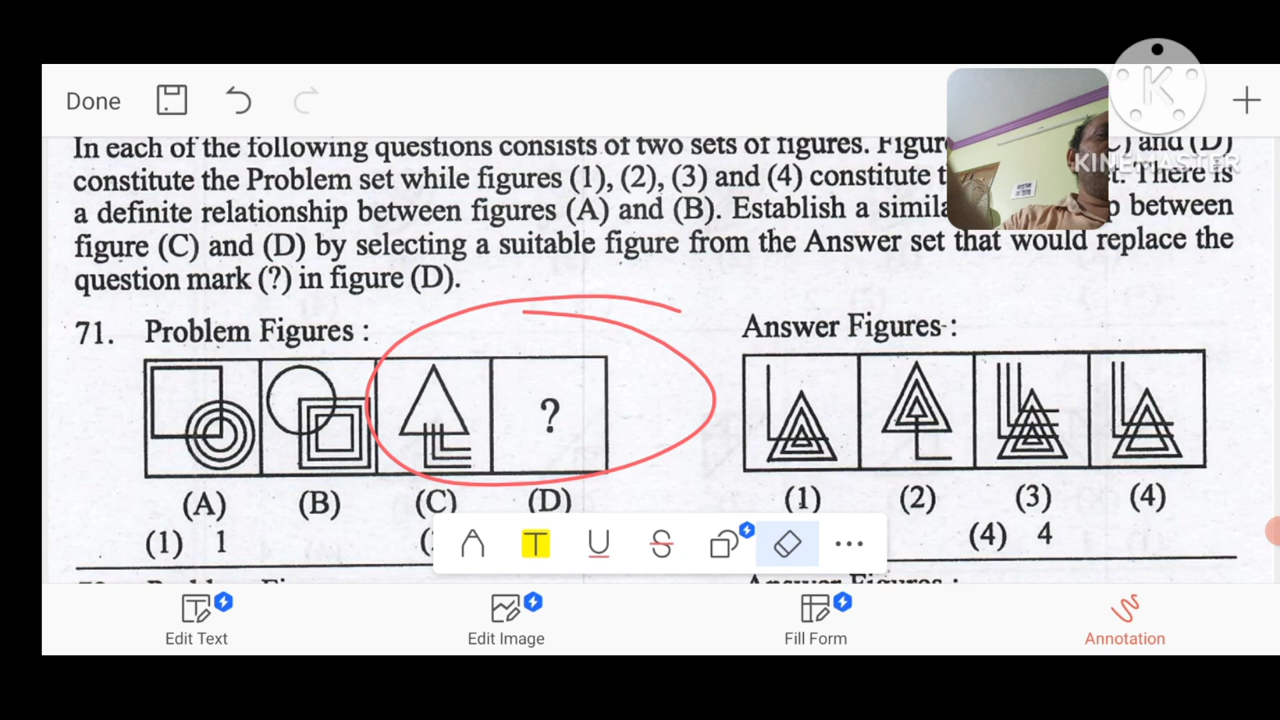 Done
KINEMASTER
In each of the following questions consists of two sets of figures. and (D)
constitute the Problem set while figures (1), (2), (3) and (4) constitute There is
a definite relationship between figures (A) and (B). Establish a between
figure (C) and (D) by selecting a suitable figure from the Answer set that would replace the
question mark (?) in figure (D).
71. Problem Figures : Answer Figures :
?
(A) (B) (C) (D) (1) (2) (3) (4)
(1) 1 (4) 4
Edit Text Edit Image Fill Form Annotation